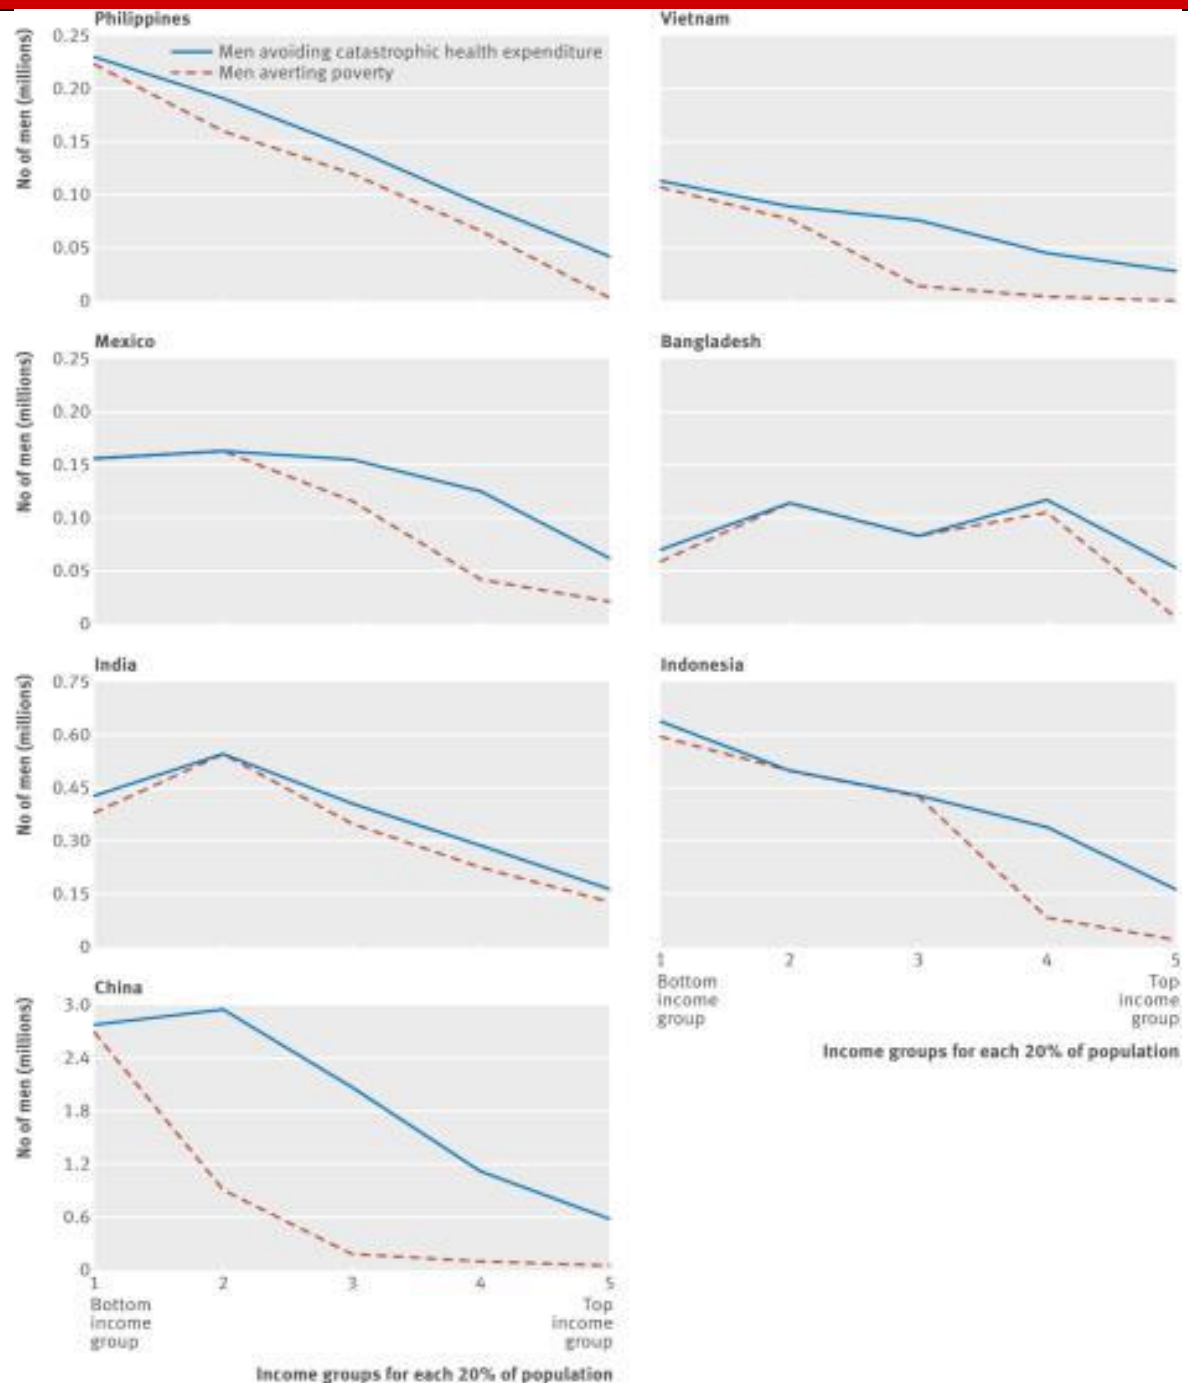 Philippines
No of men (millions)
0.25
0.20
0.15
0.10
0.05
0
Men avoiding catastrophic health expenditure
Men averting poverty
Vietnam
Mexico
No of men (millions)
0.25
0.20
0.15
0.10
0.05
0
Bangladesh
India
No of men (millions)
0.75
0.60
0.45
0.30
0.15
0
Indonesia
1 2 3 4 5
Bottom Top
income income
group group
Income groups for each 20% of population
China
No of men (millions)
3.0
2.4
1.8
1.2
0.6
0
1 2 3 4 5
Bottom Top
income income
group group
Income groups for each 20% of population